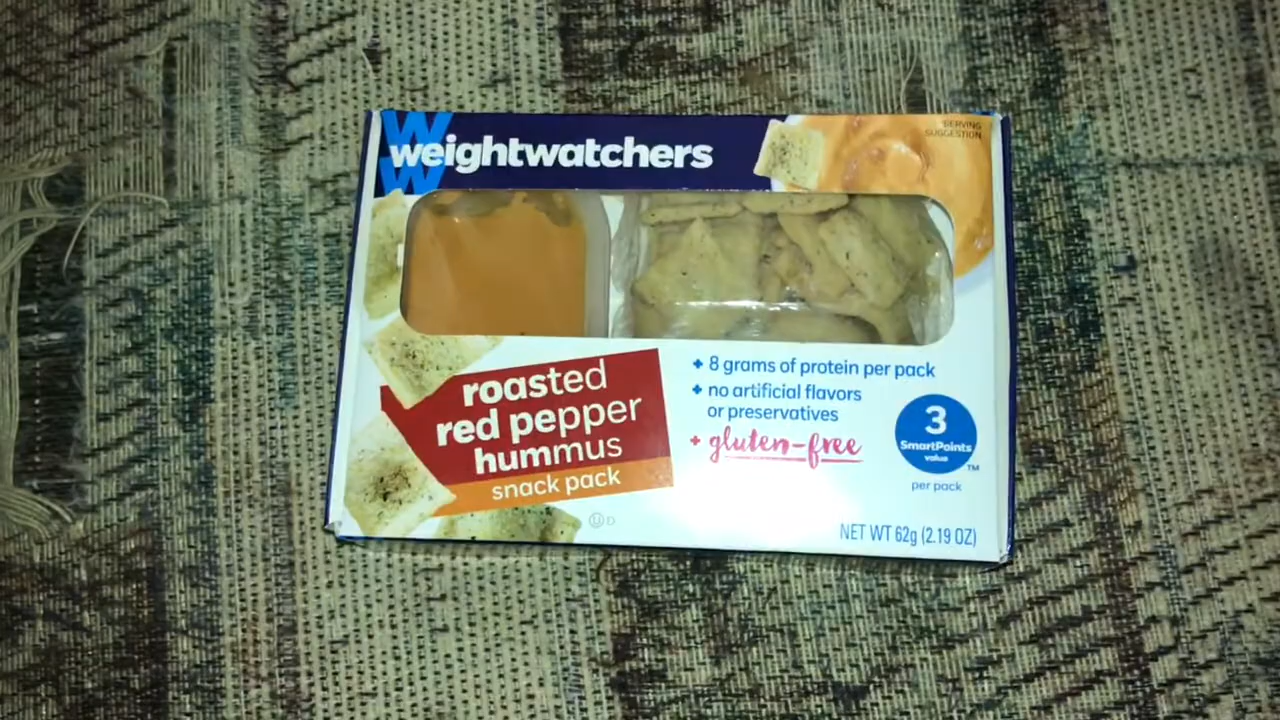 weightwatchers
SERVING
SUGGESTION
roasted
red pepper
hummus
snack pack
+ 8 grams of protein per pack
+ no artificial flavors
or preservatives
+ gluten-free
3
SmartPoints
value
TM
per pack
U D
NET WT 62g (2.19 OZ)